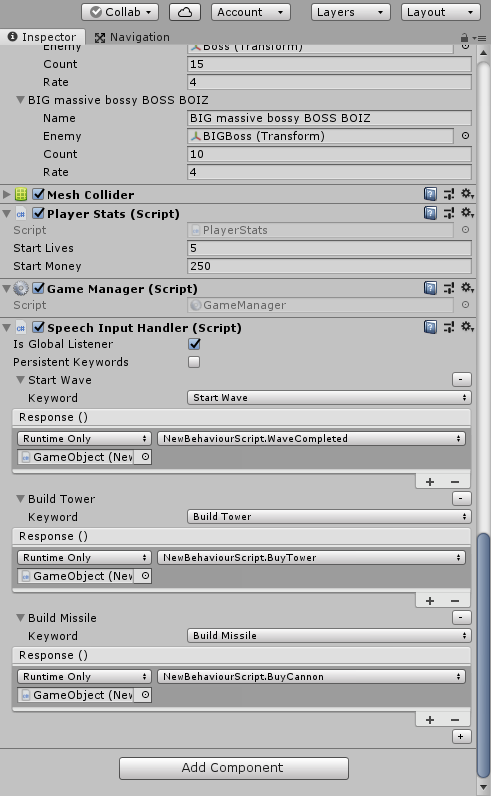 Collab Account Layers Layout
Inspector Navigation
Enemy Boss (Transform)
Count 15
Rate 4
BIG massive bossy BOSS BOIZ
Name BIG massive bossy BOSS BOIZ
Enemy BIGBoss (Transform)
Count 10
Rate 4
Mesh Collider
Player Stats (Script)
Script PlayerStats
Start Lives 5
Start Money 250
Game Manager (Script)
Script GameManager
Speech Input Handler (Script)
Is Global Listener
Persistent Keywords
Start Wave -
Keyword Start Wave
Response ()
Runtime Only NewBehaviourScript.WaveCompleted
GameObject (Nev
+ -
Build Tower -
Keyword Build Tower
Response ()
Runtime Only NewBehaviourScript.BuyTower
GameObject (Nev
+ -
Build Missile -
Keyword Build Missile
Response ()
Runtime Only NewBehaviourScript.BuyCannon
GameObject (Nev
+ -
+
Add Component